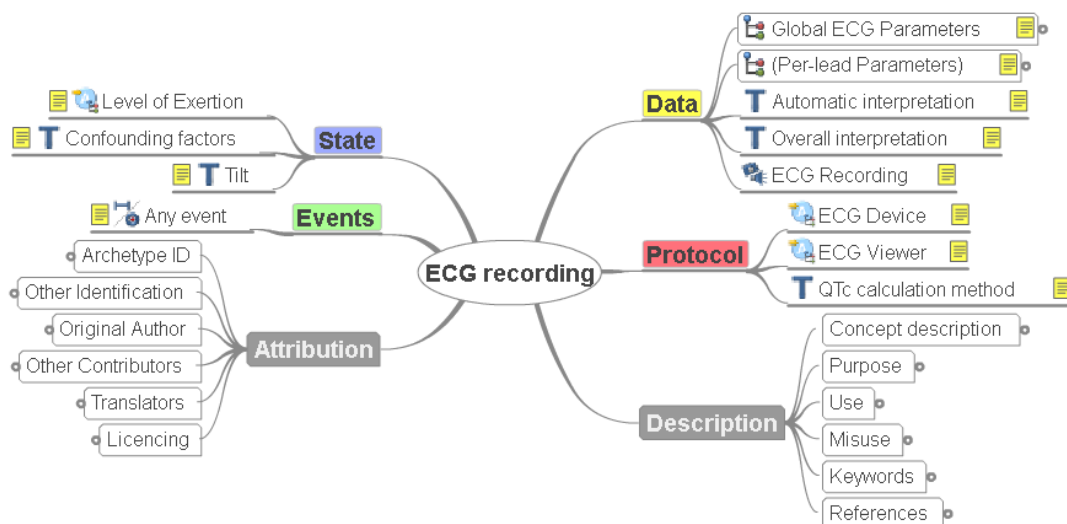 ECG recording
Data
Global ECG Parameters
(Per-lead Parameters)
Automatic interpretation
Overall interpretation
ECG Recording
Protocol
ECG Device
ECG Viewer
QTc calculation method
Description
Concept description
Purpose
Use
Misuse
Keywords
References
State
Level of Exertion
Confounding factors
Tilt
Events
Any event
Attribution
Archetype ID
Other Identification
Original Author
Other Contributors
Translators
Licencing